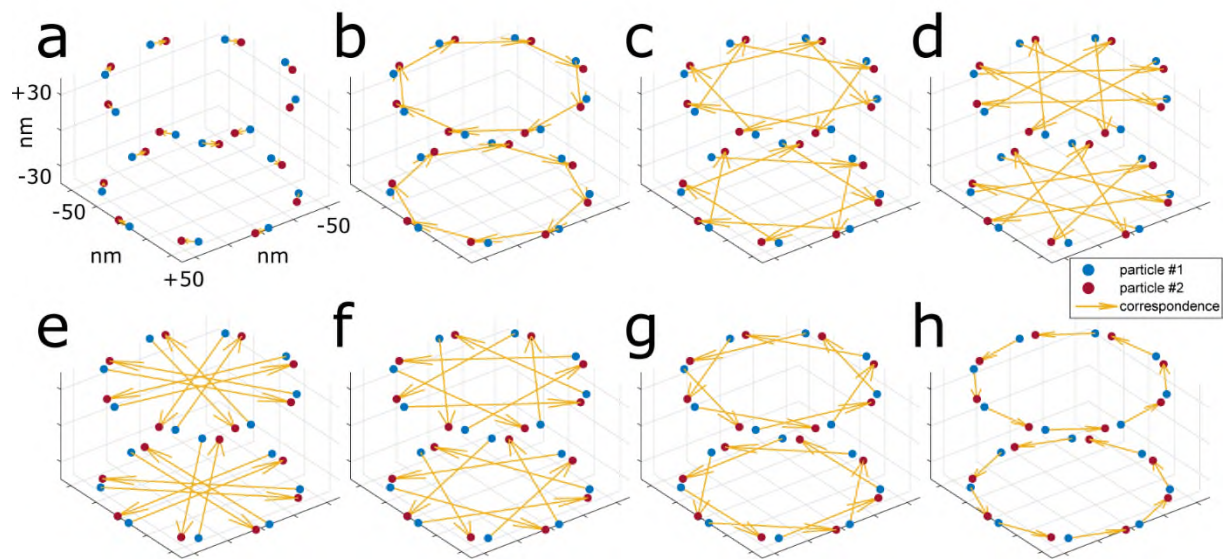 a
b
c
d
+30
nm
-30
-50
nm
+50
nm
-50
particle #1
particle #2
correspondence
e
f
g
h